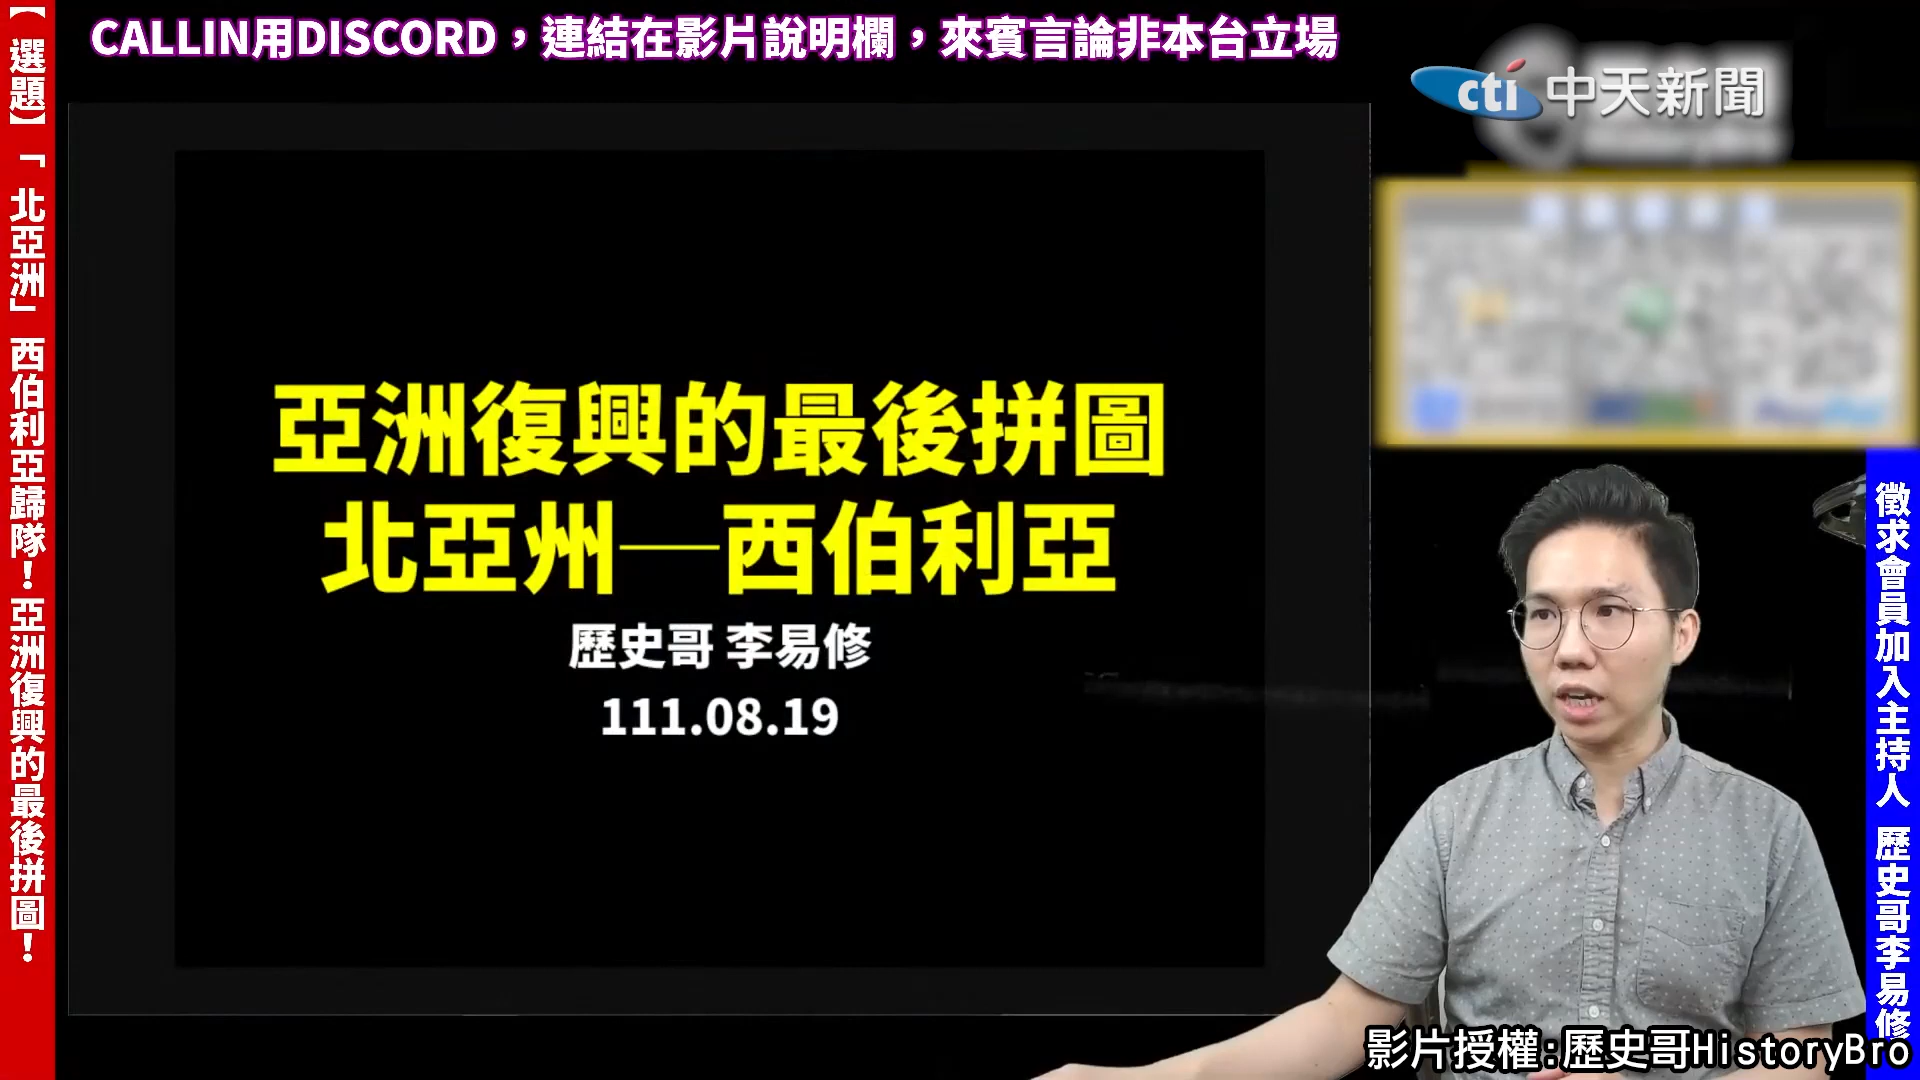 CALLIN用DISCORD，連結在影片說明欄，來賓言論非本台立場
【選題】「北亞洲」西伯利亞歸隊！亞洲復興的最後拼圖！
cti 中天新聞
亞洲復興的最後拼圖
北亞州─西伯利亞
歷史哥 李易修
111.08.19
徵求會員加入主持人 歷史哥李易修
影片授權:歷史哥HistoryBro